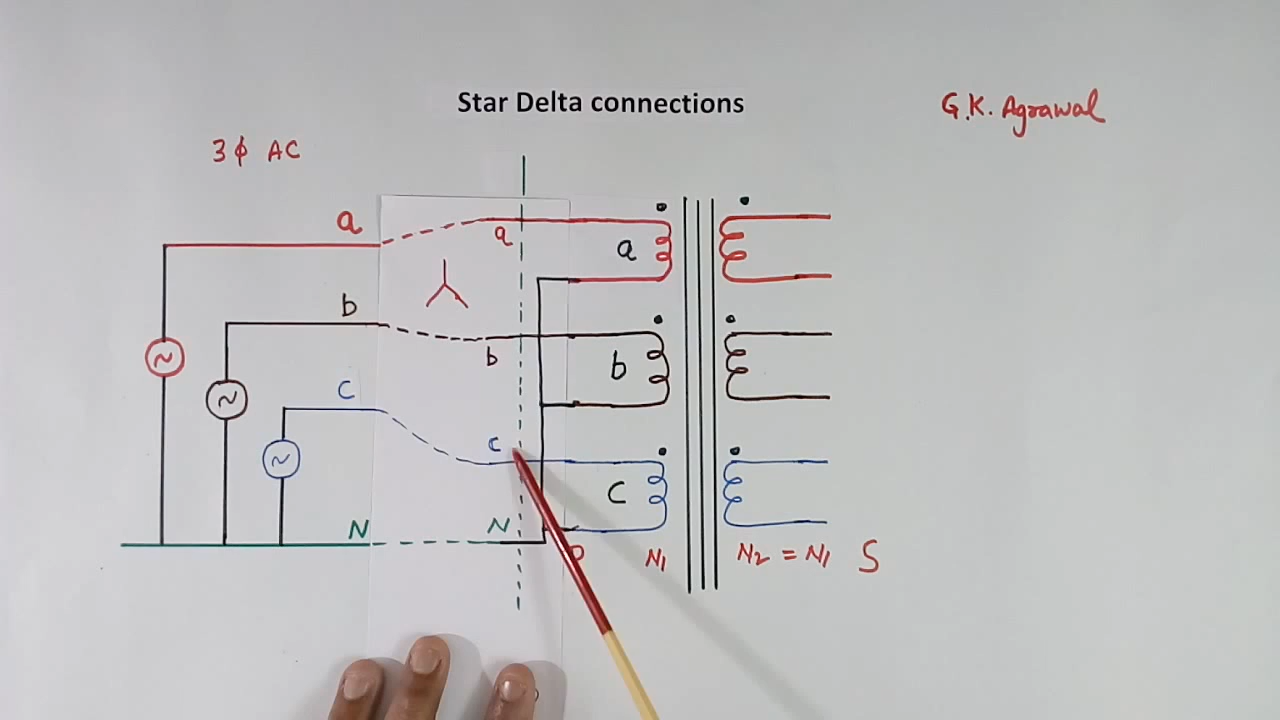 Star Delta connections
G.K. Agrawal
3ϕ AC
a
a
a
b
b
b
C
C
C
N
N
N1
N2 = N1 S